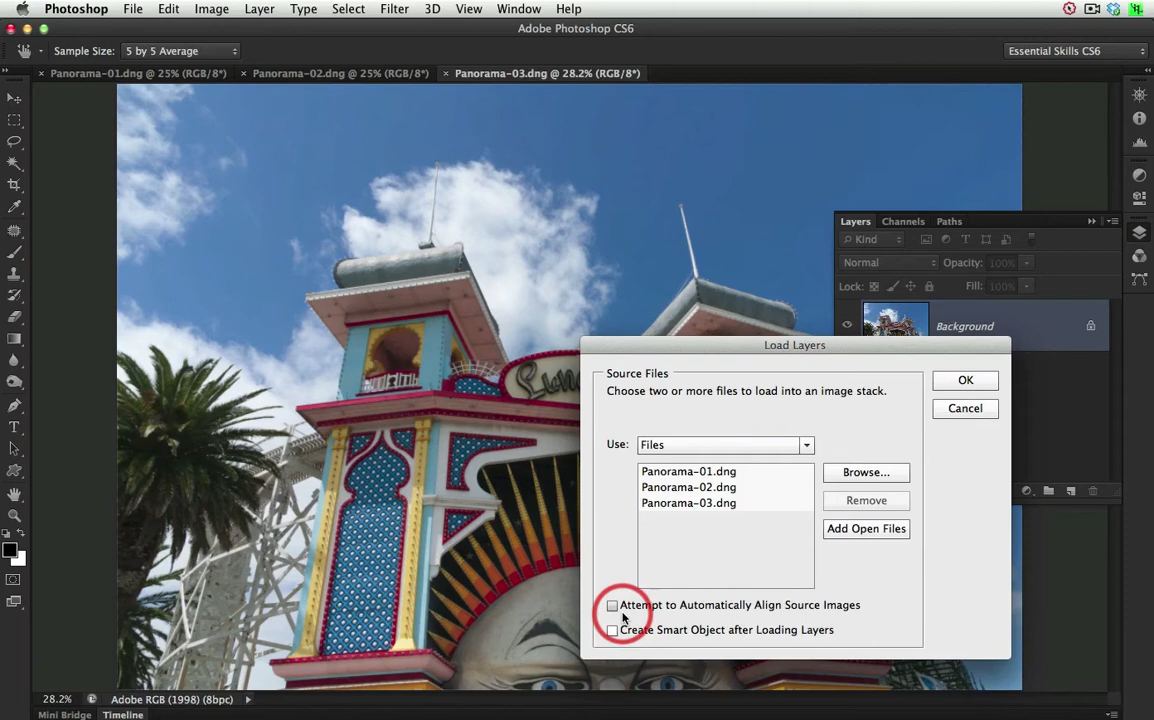 Photoshop File Edit Image Layer Type Select Filter 3D View Window Help
Adobe Photoshop CS6
Sample Size: 5 by 5 Average Essential Skills CS6
Panorama-01.dng @ 25% (RGB/8*) Panorama-02.dng @ 25% (RGB/8*) Panorama-03.dng @ 28.2% (RGB/8*)
Layers Channels Paths
Kind
Normal Opacity: 100%
Lock: Fill: 100%
Background
Load Layers
Source Files
Choose two or more files to load into an image stack.
OK
Cancel
Use: Files
Panorama-01.dng
Panorama-02.dng
Panorama-03.dng
Browse...
Remove
Add Open Files
Attempt to Automatically Align Source Images
Create Smart Object after Loading Layers
28.2% Adobe RGB (1998) (8bpc)
Mini Bridge Timeline